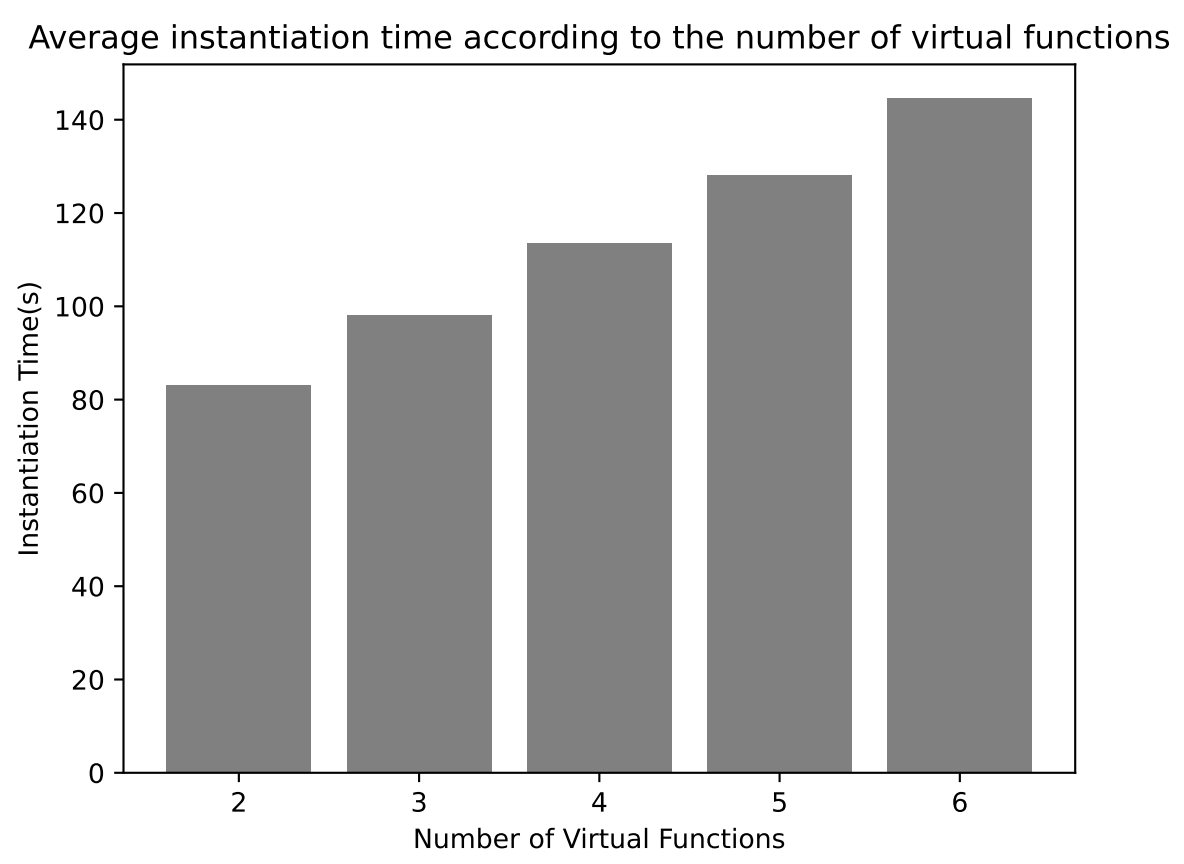 Average instantiation time according to the number of virtual functions
140
120
100
80
60
40
20
0
Instantiation Time(s)
2 3 4 5 6
Number of Virtual Functions